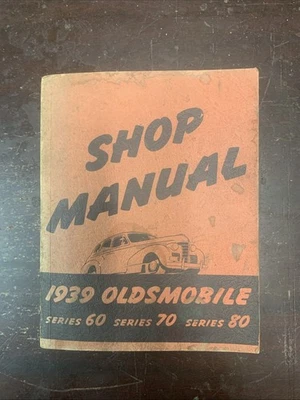 SHOP
MANUAL
1939 OLDSMOBILE
SERIES 60 SERIES 70 SERIES 80